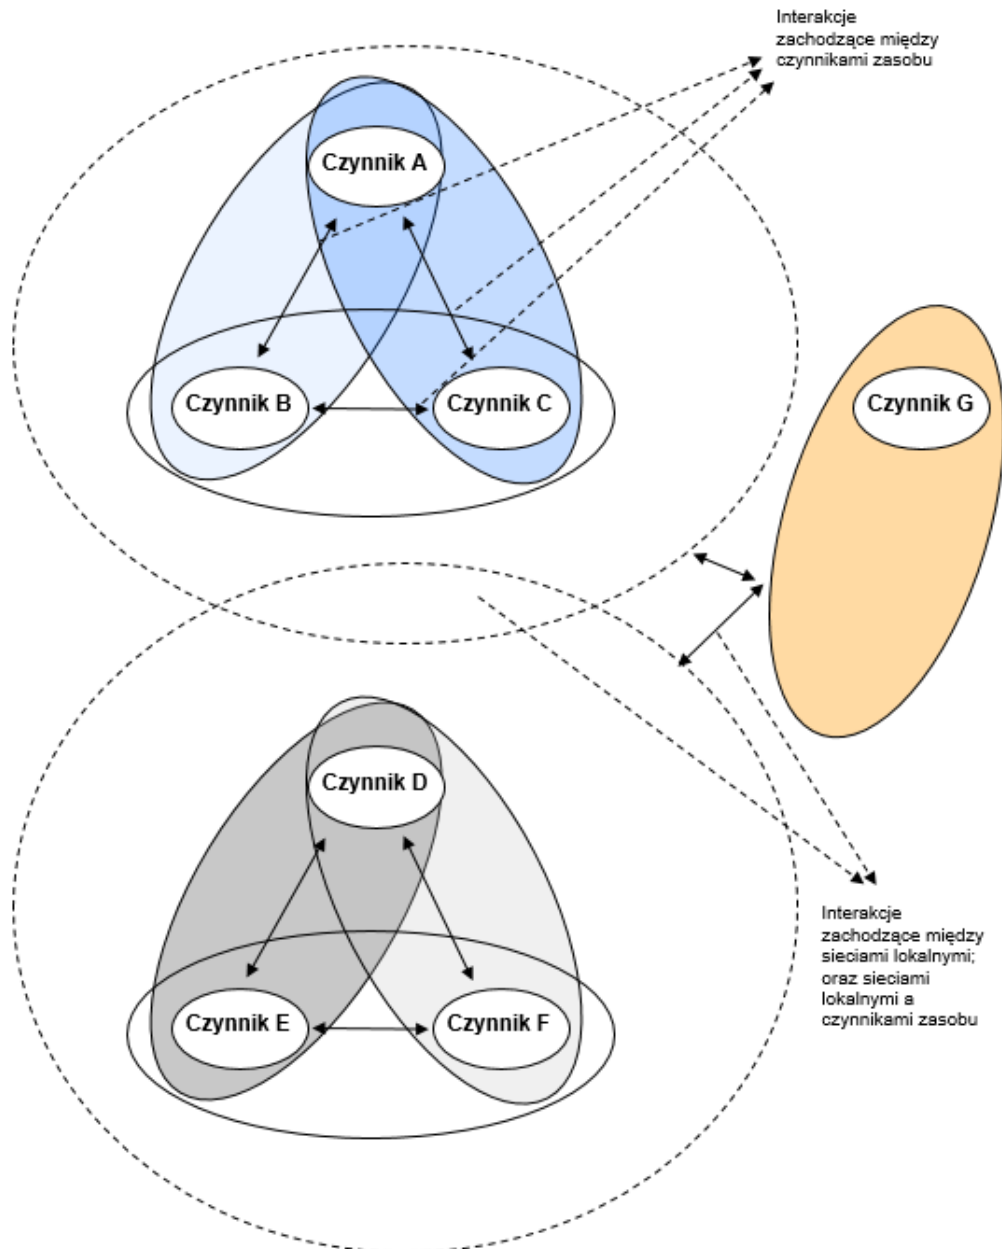 Interakcje
zachodzące między
czynnikami zasobu
Czynnik A
Czynnik B
Czynnik C
Czynnik G
Czynnik D
Czynnik E
Czynnik F
Interakcje
zachodzące między
sieciami lokalnymi;
oraz sieciami
lokalnymi a
czynnikami zasobu